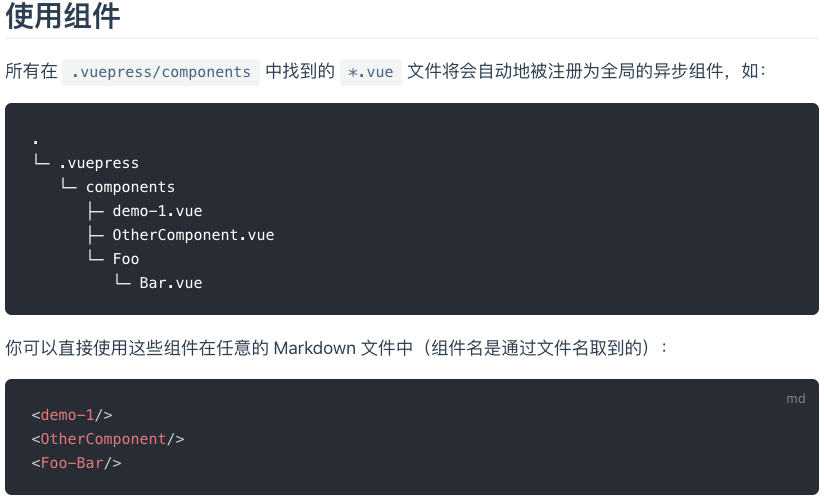 使用组件
所有在 .vuepress/components 中找到的 *.vue 文件将会自动地被注册为全局的异步组件，如：
.
└─ .vuepress
   └─ components
      ├─ demo-1.vue
      ├─ OtherComponent.vue
      └─ Foo
         └─ Bar.vue
你可以直接使用这些组件在任意的 Markdown 文件中（组件名是通过文件名取到的）：
md
<demo-1/>
<OtherComponent/>
<Foo-Bar/>